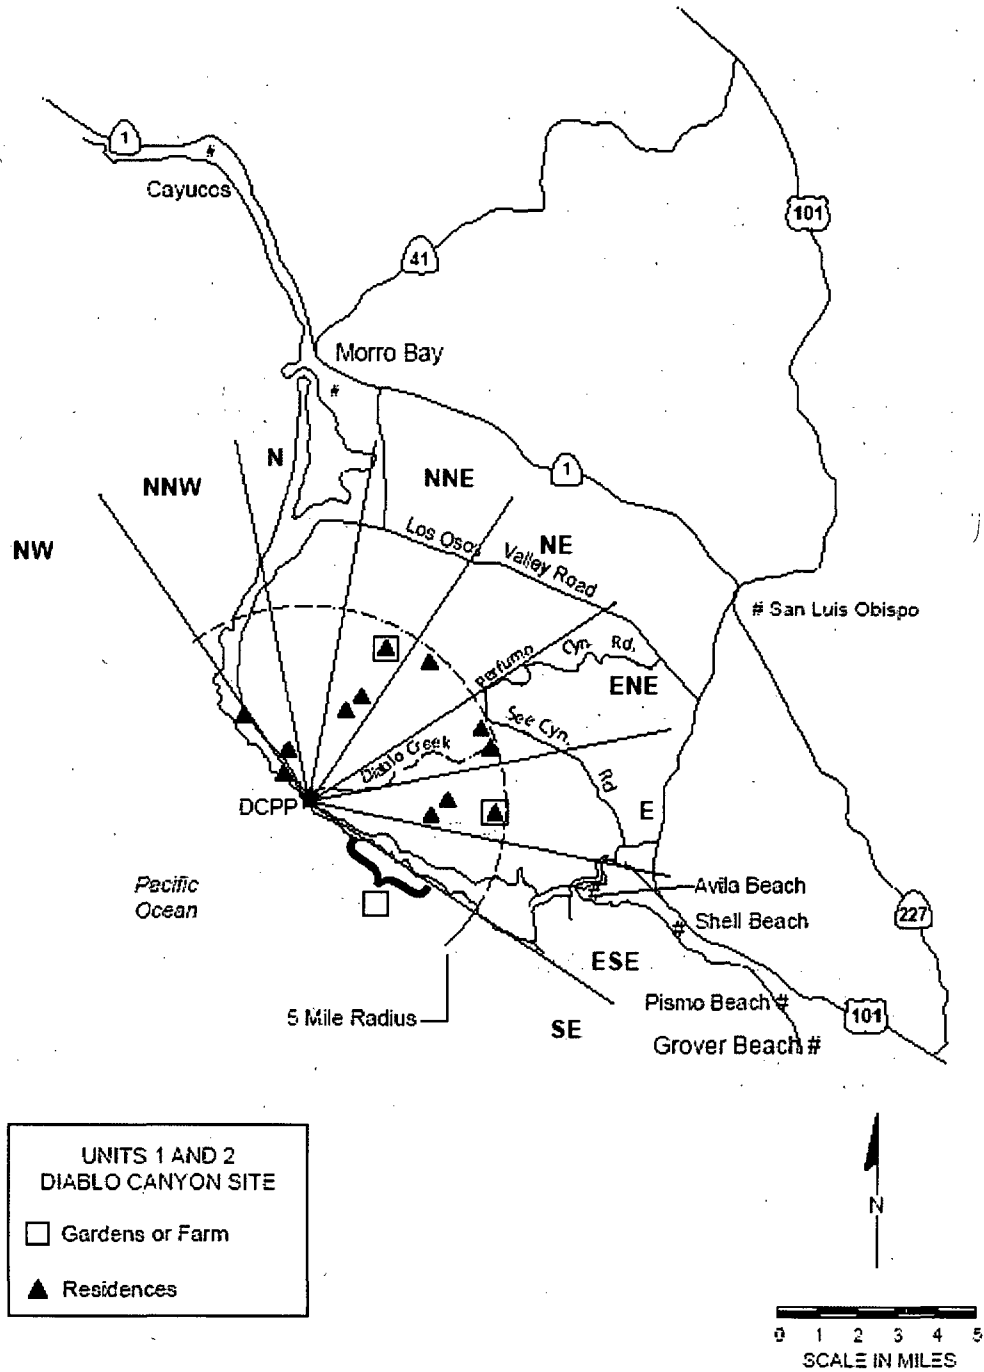 1
#
Cayucos
101
41
Morro Bay
#
N
NNE
1
NNW
NW
Los Osos Valley Road
NE
# San Luis Obispo
Perfumo Cyn Rd.
ENE
See Cyn. Rd
Diablo Creek
DCPP
E
Pacific
Ocean
#
Avila Beach
#
Shell Beach
227
ESE
Pismo Beach #
101
5 Mile Radius
SE
Grover Beach #
UNITS 1 AND 2
DIABLO CANYON SITE
Gardens or Farm
Residences
N
0 1 2 3 4 5
SCALE IN MILES